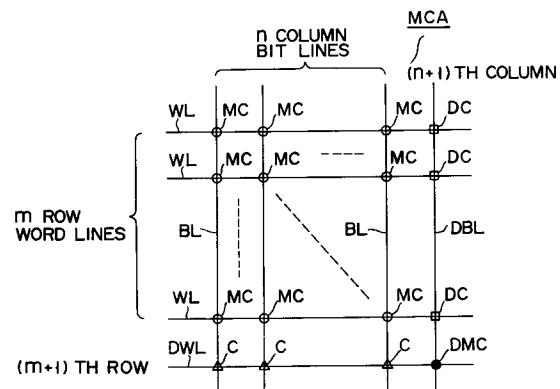 MCA
n COLUMN
BIT LINES
(n+1) TH COLUMN
WL MC MC MC DC
WL MC MC MC DC
m ROW
WORD LINES
BL BL DBL
WL MC MC MC DC
(m+1) TH ROW DWL C C C DMC